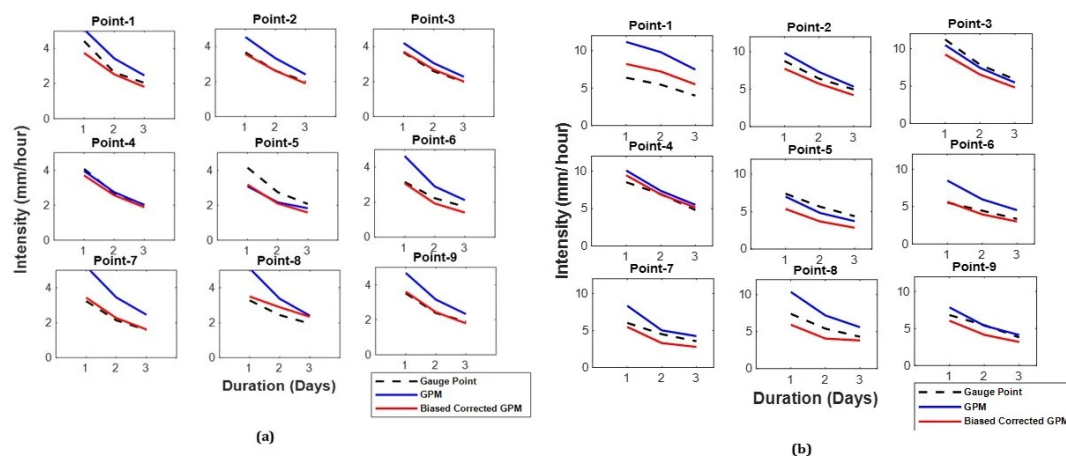 Point-1
Point-2
Point-3
4
2
0
4
2
0
4
2
0
1 2 3
1 2 3
1 2 3
Point-4
Point-5
Point-6
4
2
0
4
2
0
4
2
0
1 2 3
1 2 3
1 2 3
Point-7
Point-8
Point-9
4
2
0
4
2
0
4
2
0
1 2 3
1 2 3
1 2 3
Intensity (mm/hour)
Duration (Days)
Gauge Point
GPM
Biased Corrected GPM
(a)
Point-1
Point-2
Point-3
10
5
0
10
5
0
10
5
0
1 2 3
1 2 3
1 2 3
Point-4
Point-5
Point-6
10
5
0
10
5
0
10
5
0
1 2 3
1 2 3
1 2 3
Point-7
Point-8
Point-9
10
5
0
10
5
0
10
5
0
1 2 3
1 2 3
1 2 3
Intensity (mm/hour)
Duration (Days)
Gauge Point
GPM
Biased Corrected GPM
(b)